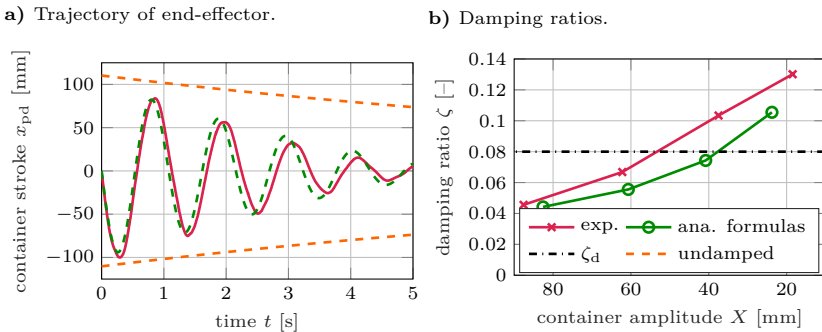 a) Trajectory of end-effector.
container stroke x_pd [mm]
100
50
0
−50
−100
0 1 2 3 4 5
time t [s]
b) Damping ratios.
damping ratio ζ [–]
0.14
0.12
0.1
0.08
0.06
0.04
0.02
0
exp. ana. formulas
ζ_d undamped
80 60 40 20
container amplitude X [mm]